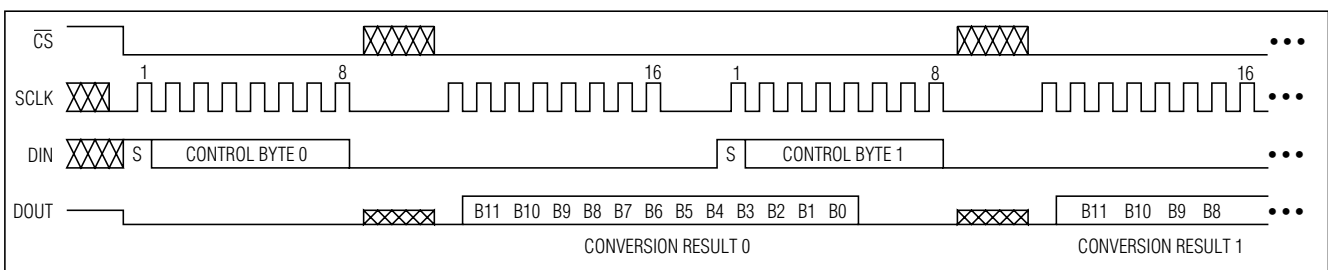 CS
1 8 16 1 8 16
SCLK
DIN S CONTROL BYTE 0 S CONTROL BYTE 1
DOUT B11 B10 B9 B8 B7 B6 B5 B4 B3 B2 B1 B0 B11 B10 B9 B8
CONVERSION RESULT 0 CONVERSION RESULT 1